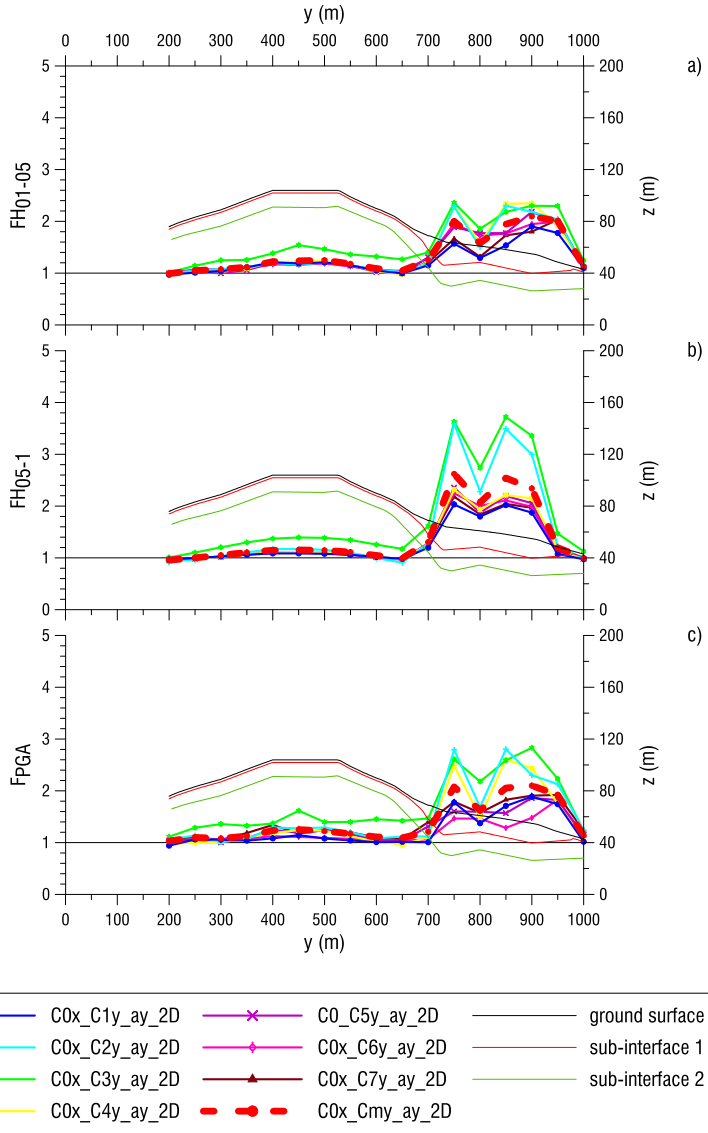 y (m)
0 100 200 300 400 500 600 700 800 900 1000
a)
5 200
4 160
3 120
2 80
1 40
0 0
FH01-05
z (m)
b)
5 200
4 160
3 120
2 80
1 40
0 0
FH05-1
z (m)
c)
5 200
4 160
3 120
2 80
1 40
0 0
FPGA
z (m)
0 100 200 300 400 500 600 700 800 900 1000
y (m)
C0x_C1y_ay_2D C0_C5y_ay_2D ground surface
C0x_C2y_ay_2D C0x_C6y_ay_2D sub-interface 1
C0x_C3y_ay_2D C0x_C7y_ay_2D sub-interface 2
C0x_C4y_ay_2D C0x_Cmy_ay_2D